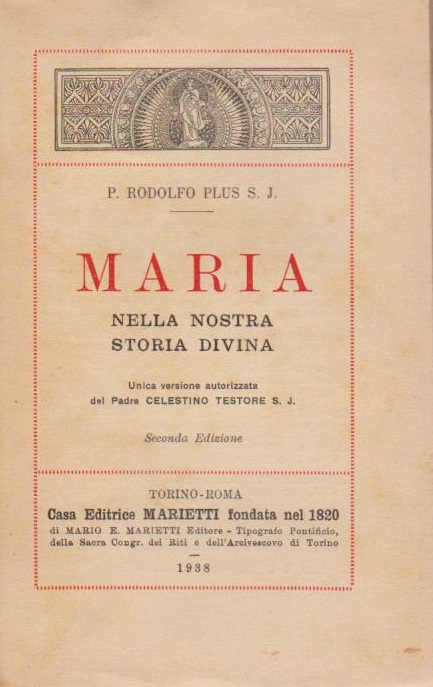 P. RODOLFO PLUS S. J.
MARIA
NELLA NOSTRA
STORIA DIVINA
Unica versione autorizzata
del Padre CELESTINO TESTORE S. J.
Seconda Edizione
TORINO-ROMA
Casa Editrice MARIETTI fondata nel 1820
di MARIO E. MARIETTI Editore - Tipografo Pontificio,
della Sacra Congr. dei Riti e dell'Arcivescovo di Torino
1938